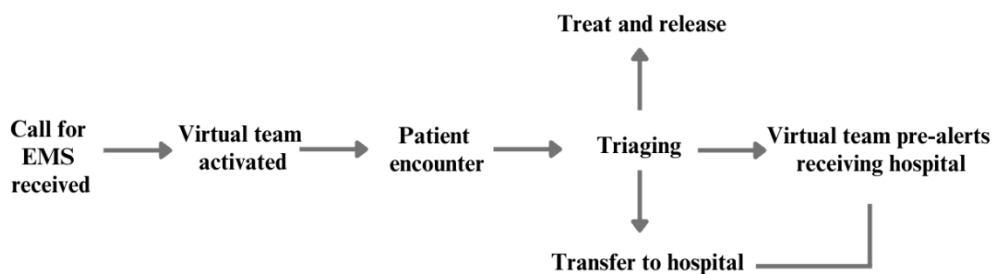 Treat and release
Call for
EMS
received
Virtual team
activated
Patient
encounter
Triaging
Virtual team pre-alerts
receiving hospital
Transfer to hospital